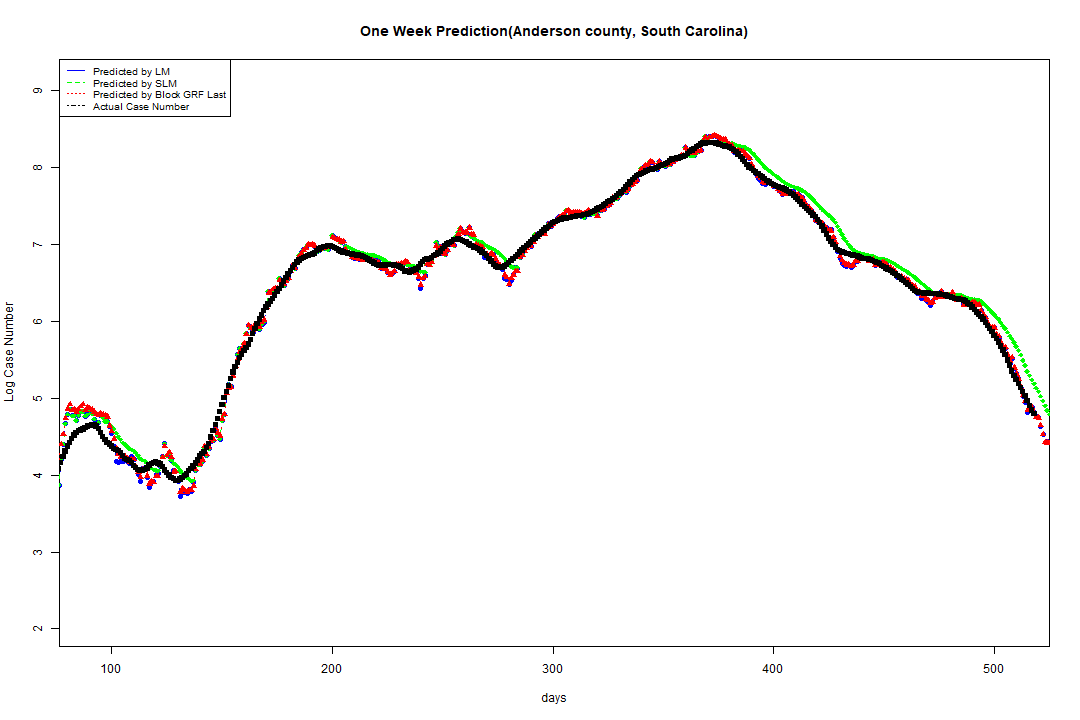 One Week Prediction(Anderson county, South Carolina)
Predicted by LM
Predicted by SLM
Predicted by Block GRF Last
Actual Case Number
9
8
7
6
5
4
3
2
Log Case Number
100 200 300 400 500
days